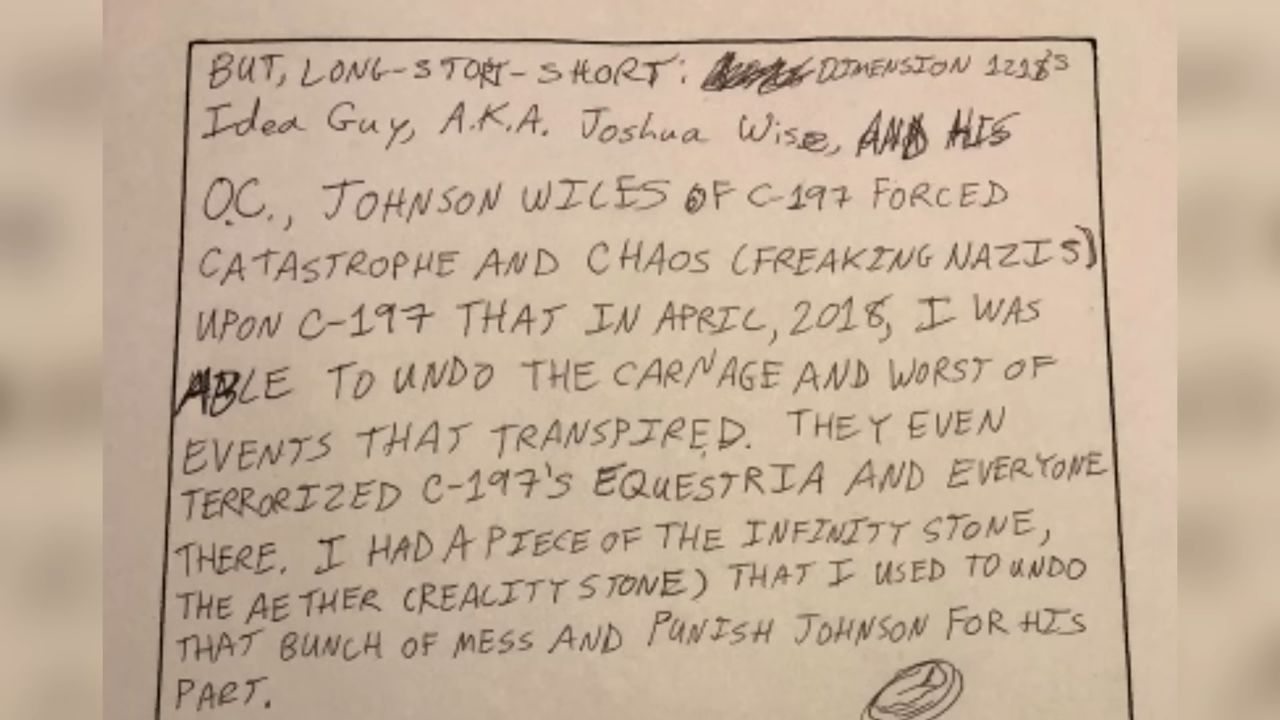 BUT, LONG-STORT-SHORT: DIMENSION 1218's
Idea Guy, A.K.A. Joshua Wise, AND HIS
O.C., JOHNSON WILES OF C-197 FORCED
CATASTROPHE AND CHAOS (FREAKING NAZIS)
UPON C-197 THAT IN APRIL, 2018, I WAS
ABLE TO UNDO THE CARNAGE AND WORST OF
EVENTS THAT TRANSPIRED. THEY EVEN
TERRORIZED C-197'S EQUESTRIA AND EVERYONE
THERE. I HAD A PIECE OF THE INFINITY STONE,
THE AETHER (REALITY STONE) THAT I USED TO UNDO
THAT BUNCH OF MESS AND PUNISH JOHNSON FOR HIS
PART.